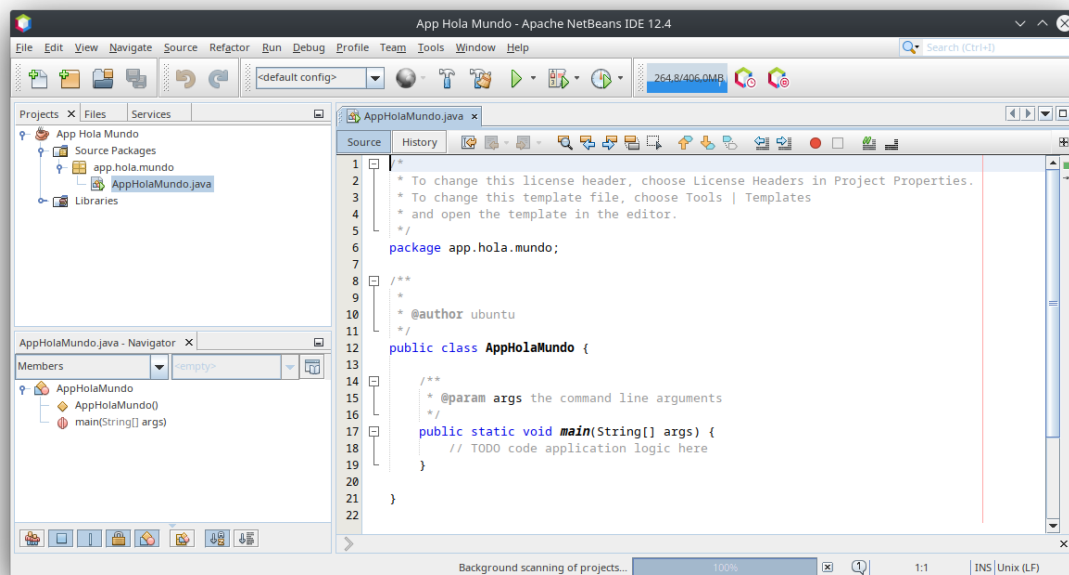 App Hola Mundo - Apache NetBeans IDE 12.4
File Edit View Navigate Source Refactor Run Debug Profile Team Tools Window Help
Search (Ctrl+I)
<default config>
264,8/406,0MB
Projects Files Services
App Hola Mundo
Source Packages
app.hola.mundo
AppHolaMundo.java
Libraries
AppHolaMundo.java - Navigator
Members
<empty>
AppHolaMundo
AppHolaMundo()
main(String[] args)
AppHolaMundo.java
Source History
1 /*
2 * To change this license header, choose License Headers in Project Properties.
3 * To change this template file, choose Tools | Templates
4 * and open the template in the editor.
5 */
6 package app.hola.mundo;
7
8 /**
9 *
10 * @author ubuntu
11 */
12 public class AppHolaMundo {
13
14 /**
15 * @param args the command line arguments
16 */
17 public static void main(String[] args) {
18 // TODO code application logic here
19 }
20
21 }
22
Background scanning of projects... 100% 1 1:1 INS Unix (LF)